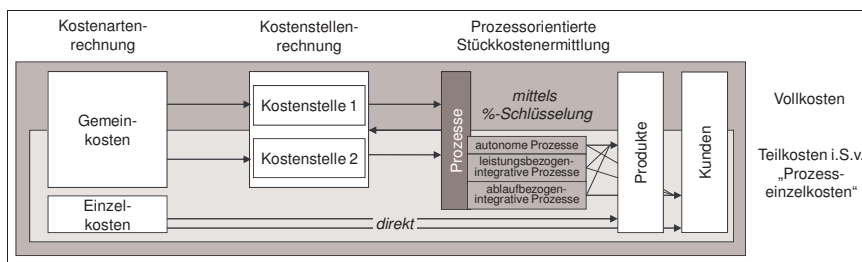 Kostenarten-
rechnung
Kostenstellen-
rechnung
Prozessorientierte
Stückkostenermittlung
Gemein-
kosten
Kostenstelle 1
Kostenstelle 2
Prozesse
mittels
%-Schlüsselung
autonome Prozesse
leistungsbezogen-
integrative Prozesse
ablaufbezogen-
integrative Prozesse
Produkte
Kunden
Vollkosten
Teilkosten i.S.v.
„Prozess-
einzelkosten“
Einzel-
kosten
direkt